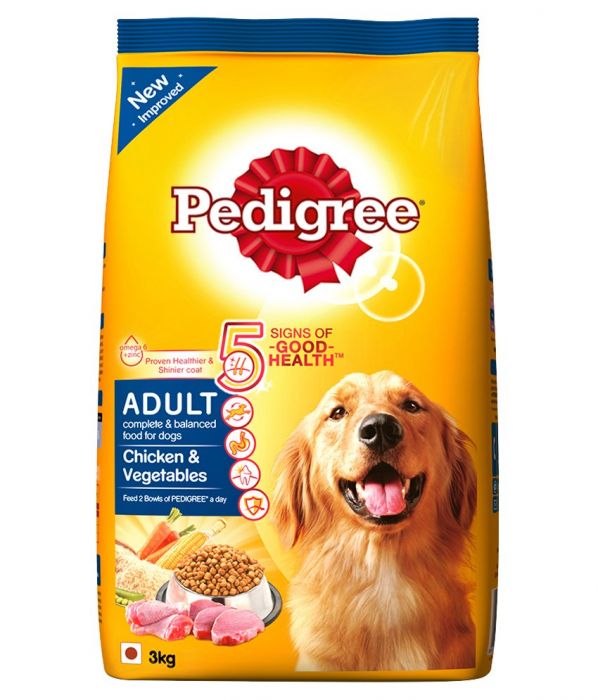 New
Improved
Pedigree®
5 SIGNS OF
-GOOD-
HEALTH™
omega 6
+zinc
Proven Healthier &
Shinier coat
ADULT
complete & balanced
food for dogs
Chicken &
Vegetables
Feed 2 Bowls of PEDIGREE® a day
3kg